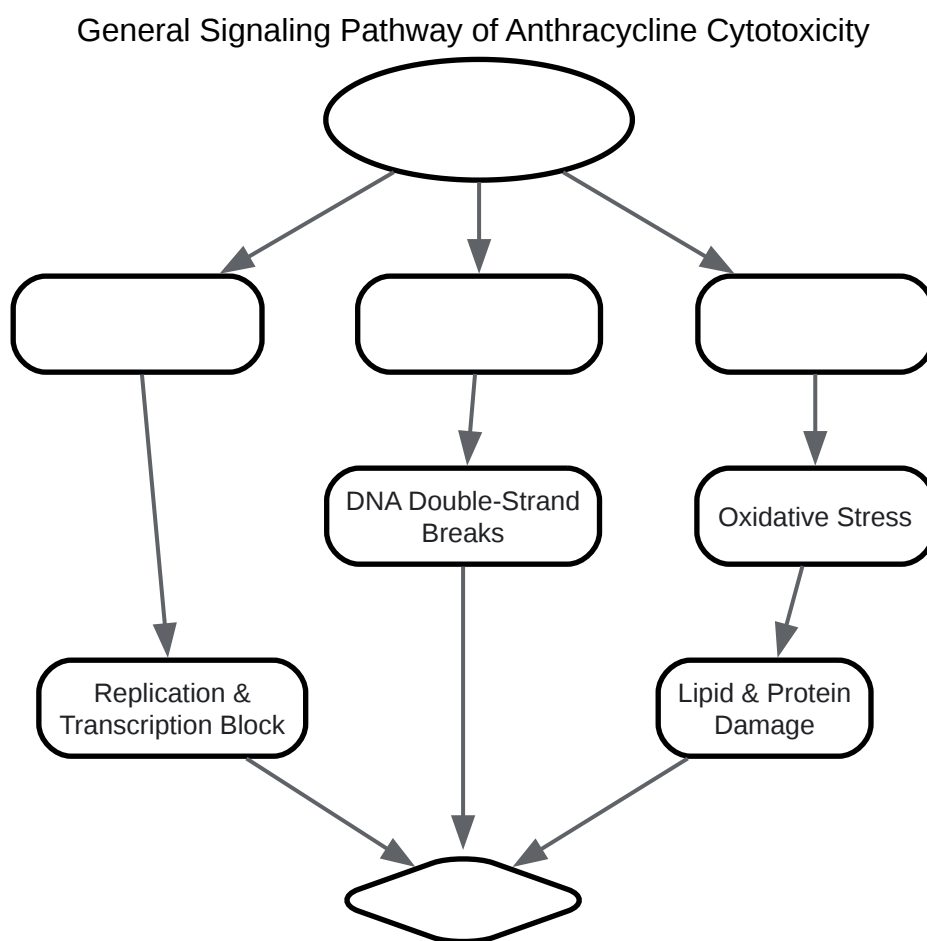 General Signaling Pathway of Anthracycline Cytotoxicity
DNA Double-Strand
Breaks
Oxidative Stress
Replication &
Transcription Block
Lipid & Protein
Damage